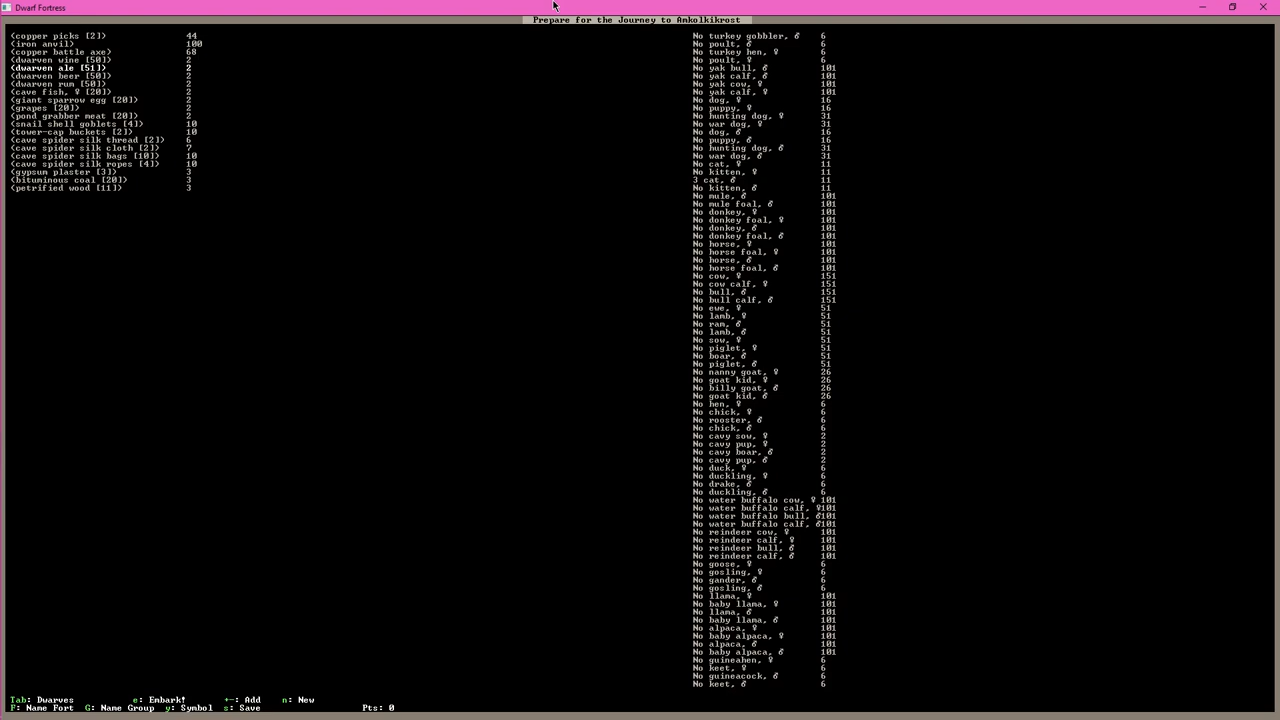 Dwarf Fortress
Prepare for the Journey to Amkolkikrost
(copper picks [2]) 44
(iron anvil) 100
(copper battle axe) 68
(dwarven wine [50]) 2
(dwarven ale [51]) 2
(dwarven beer [50]) 2
(dwarven rum [50]) 2
(cave fish, ♀ [20]) 2
(giant sparrow egg [20]) 2
(grapes [20]) 2
(pond grabber meat [20]) 2
(snail shell goblets [4]) 10
(tower-cap buckets [2]) 10
(cave spider silk thread [2]) 6
(cave spider silk cloth [2]) 7
(cave spider silk bags [10]) 10
(cave spider silk ropes [4]) 10
(gypsum plaster [3]) 3
(bituminous coal [20]) 3
(petrified wood [11]) 3
No turkey gobbler, ♂ 6
No poult, ♂ 6
No turkey hen, ♀ 6
No poult, ♀ 6
No yak bull, ♂ 101
No yak calf, ♂ 101
No yak cow, ♀ 101
No yak calf, ♀ 101
No dog, ♀ 16
No puppy, ♀ 16
No hunting dog, ♀ 31
No war dog, ♀ 31
No dog, ♂ 16
No puppy, ♂ 16
No hunting dog, ♂ 31
No war dog, ♂ 31
No cat, ♀ 11
No kitten, ♀ 11
3 cat, ♂ 11
No kitten, ♂ 11
No mule, ♂ 101
No mule foal, ♂ 101
No donkey, ♀ 101
No donkey foal, ♀ 101
No donkey, ♂ 101
No donkey foal, ♂ 101
No horse, ♀ 101
No horse foal, ♀ 101
No horse, ♂ 101
No horse foal, ♂ 101
No cow, ♀ 151
No cow calf, ♀ 151
No bull, ♂ 151
No bull calf, ♂ 151
No ewe, ♀ 51
No lamb, ♀ 51
No ram, ♂ 51
No lamb, ♂ 51
No sow, ♀ 51
No piglet, ♀ 51
No boar, ♂ 51
No piglet, ♂ 51
No nanny goat, ♀ 26
No goat kid, ♀ 26
No billy goat, ♂ 26
No goat kid, ♂ 26
No hen, ♀ 6
No chick, ♀ 6
No rooster, ♂ 6
No chick, ♂ 6
No cavy sow, ♀ 2
No cavy pup, ♀ 2
No cavy boar, ♂ 2
No cavy pup, ♂ 2
No duck, ♀ 6
No duckling, ♀ 6
No drake, ♂ 6
No duckling, ♂ 6
No water buffalo cow, ♀ 101
No water buffalo calf, ♀101
No water buffalo bull, ♂101
No water buffalo calf, ♂101
No reindeer cow, ♀ 101
No reindeer calf, ♀ 101
No reindeer bull, ♂ 101
No reindeer calf, ♂ 101
No goose, ♀ 6
No gosling, ♀ 6
No gander, ♂ 6
No gosling, ♂ 6
No llama, ♀ 101
No baby llama, ♀ 101
No llama, ♂ 101
No baby llama, ♂ 101
No alpaca, ♀ 101
No baby alpaca, ♀ 101
No alpaca, ♂ 101
No baby alpaca, ♂ 101
No guineahen, ♀ 6
No keet, ♀ 6
No guineacock, ♂ 6
No keet, ♂ 6
Tab: Dwarves e: Embark! +-: Add n: New
F: Name Fort G: Name Group y: Symbol s: Save Pts: 0